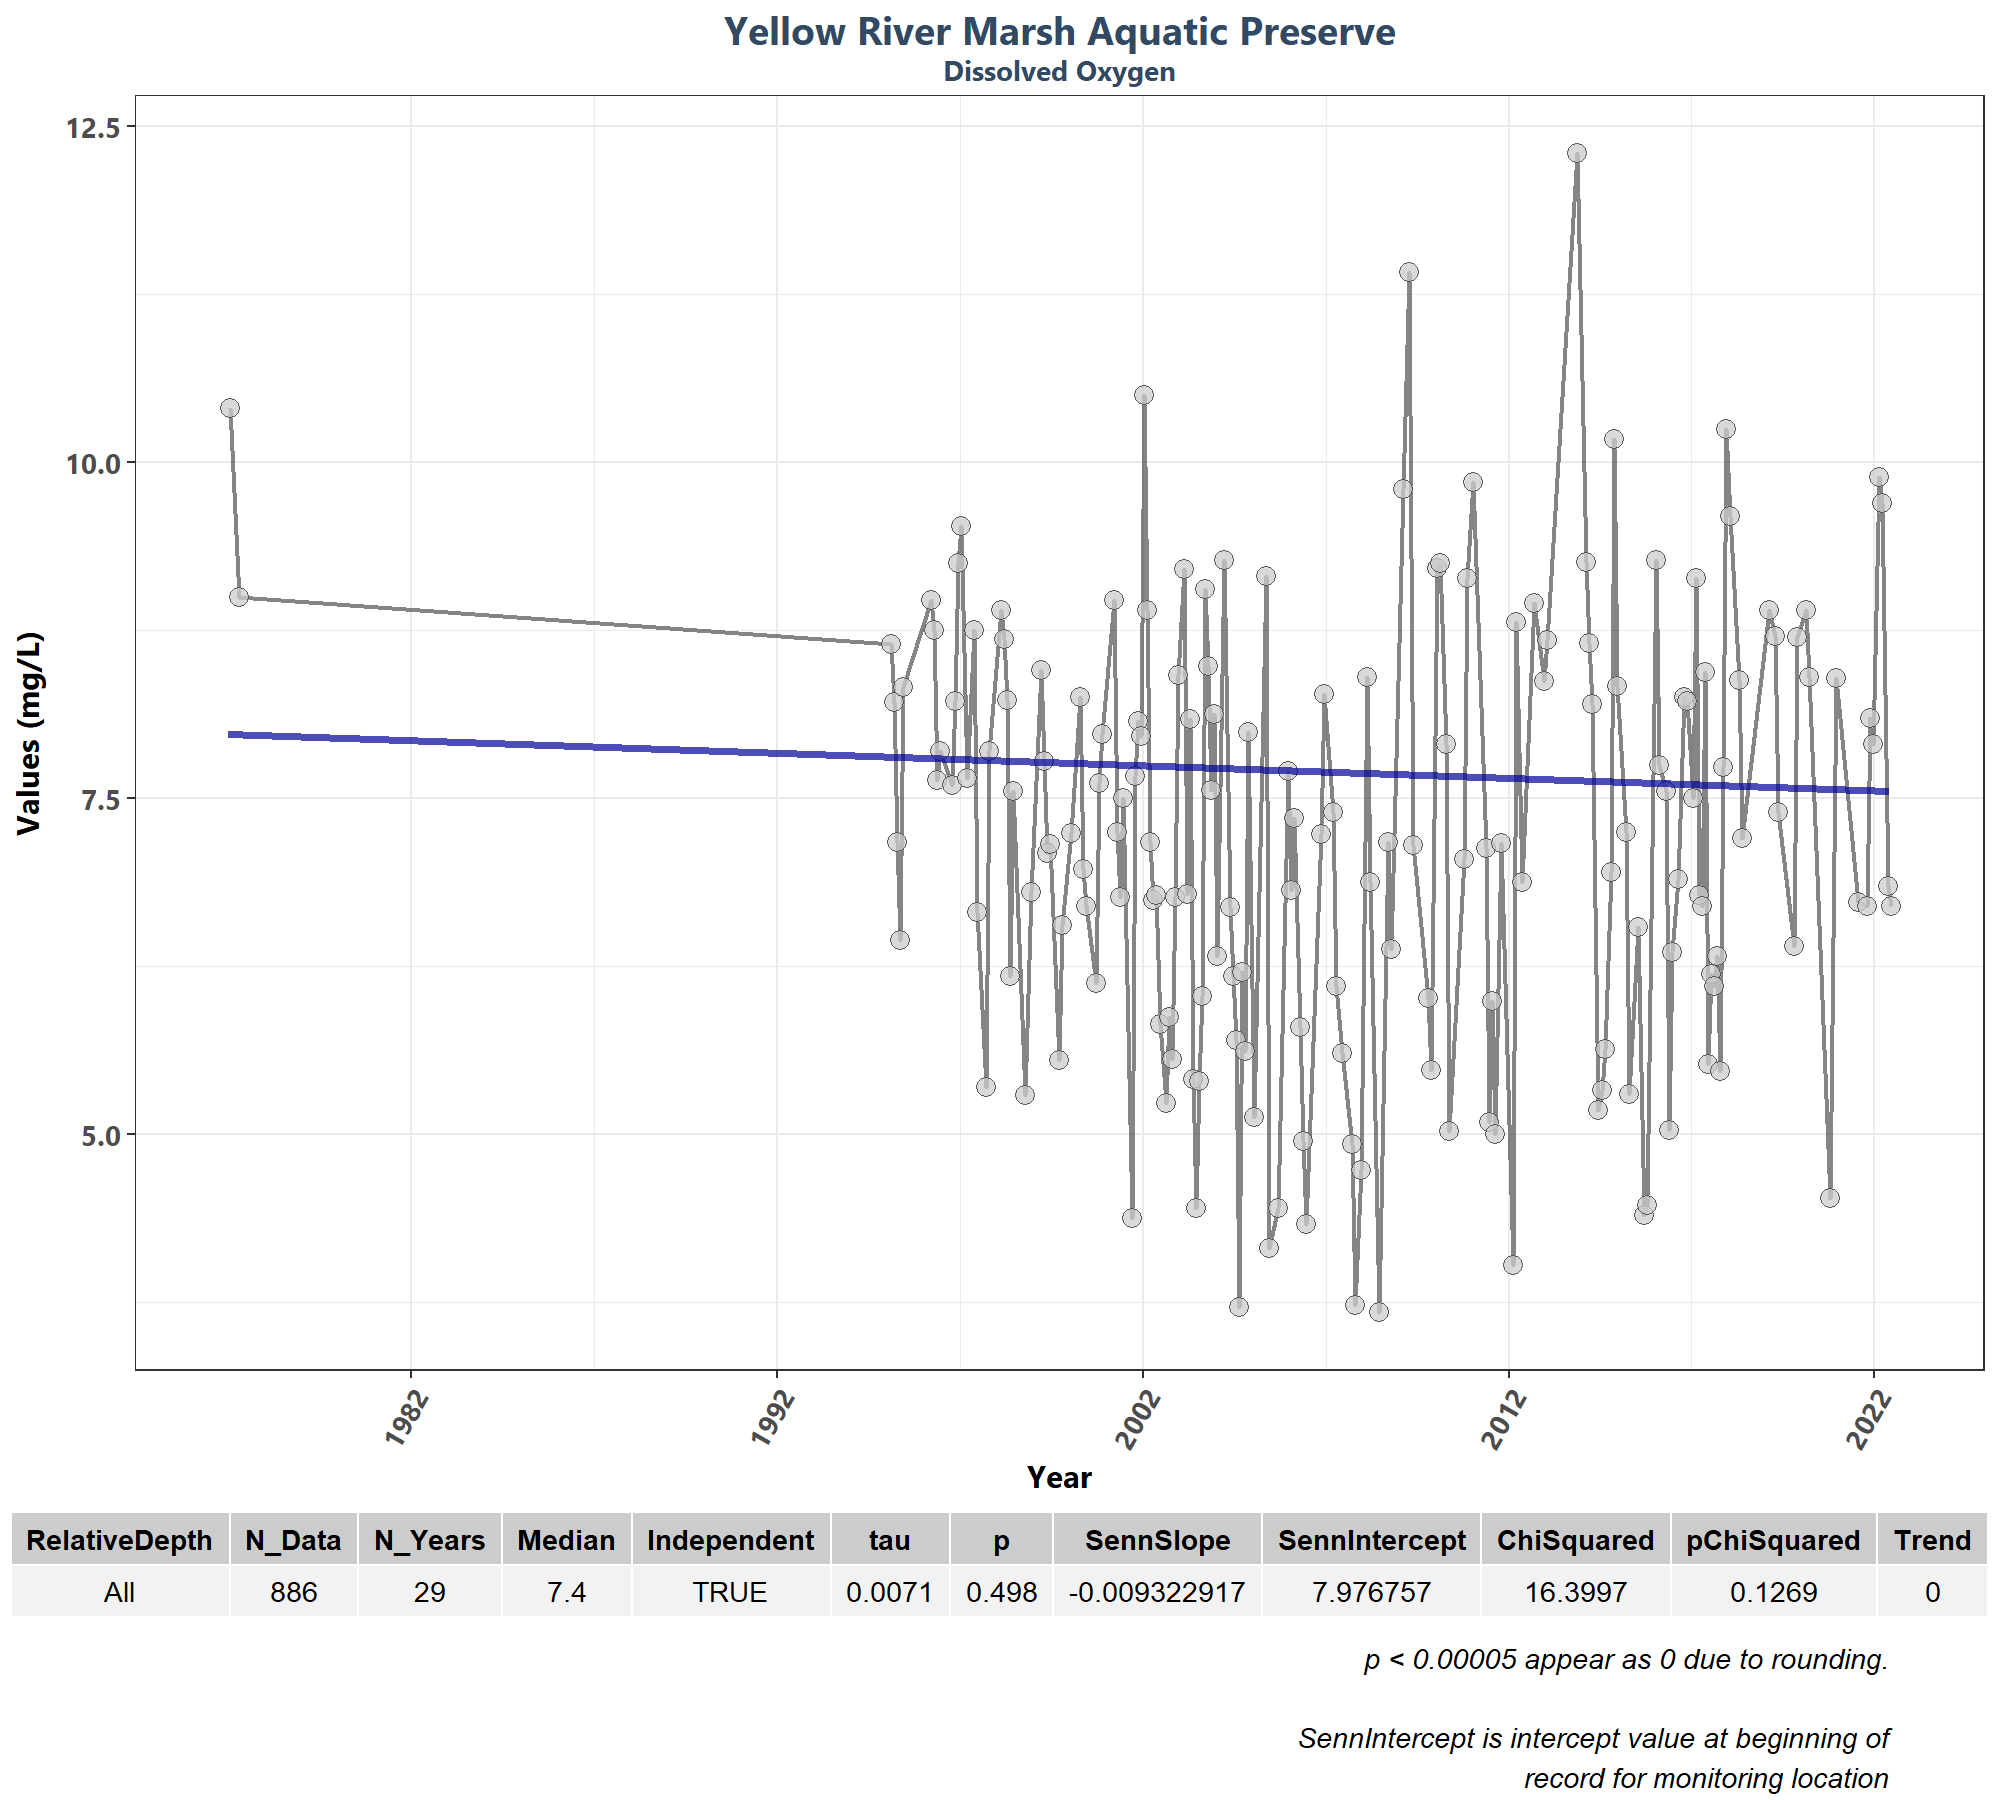 Yellow River Marsh Aquatic Preserve
Dissolved Oxygen
12.5
10.0
7.5
5.0
Values (mg/L)
1982
1992
2002
2012
2022
Year
RelativeDepth N_Data N_Years Median Independent tau p SennSlope SennIntercept ChiSquared pChiSquared Trend
All 886 29 7.4 TRUE 0.0071 0.498 -0.009322917 7.976757 16.3997 0.1269 0
p < 0.00005 appear as 0 due to rounding.
SennIntercept is intercept value at beginning of
record for monitoring location